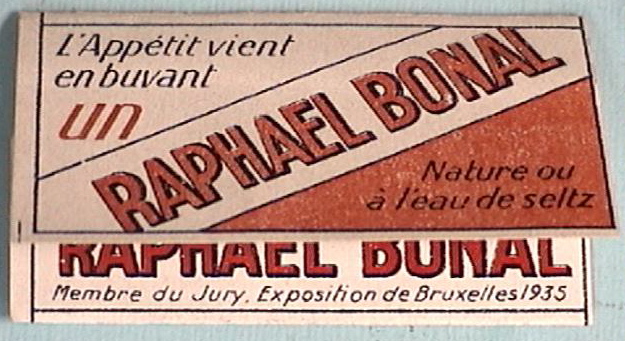 L'Appétit vient
en buvant
un
RAPHAEL BONAL
Nature ou
à l'eau de seltz
RAPHAEL BONAL
Membre du Jury, Exposition de Bruxelles 1935